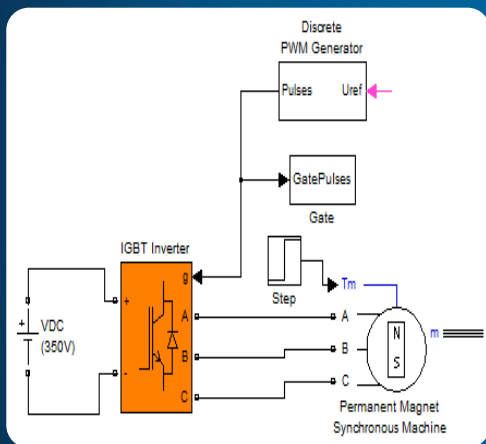 Discrete
PWM Generator
Pulses Uref
GatePulses
Gate
IGBT Inverter
g
Step
Tm
+
A
A
+
VDC
(350V)
N
S
m
B
B
-
C
C
Permanent Magnet
Synchronous Machine